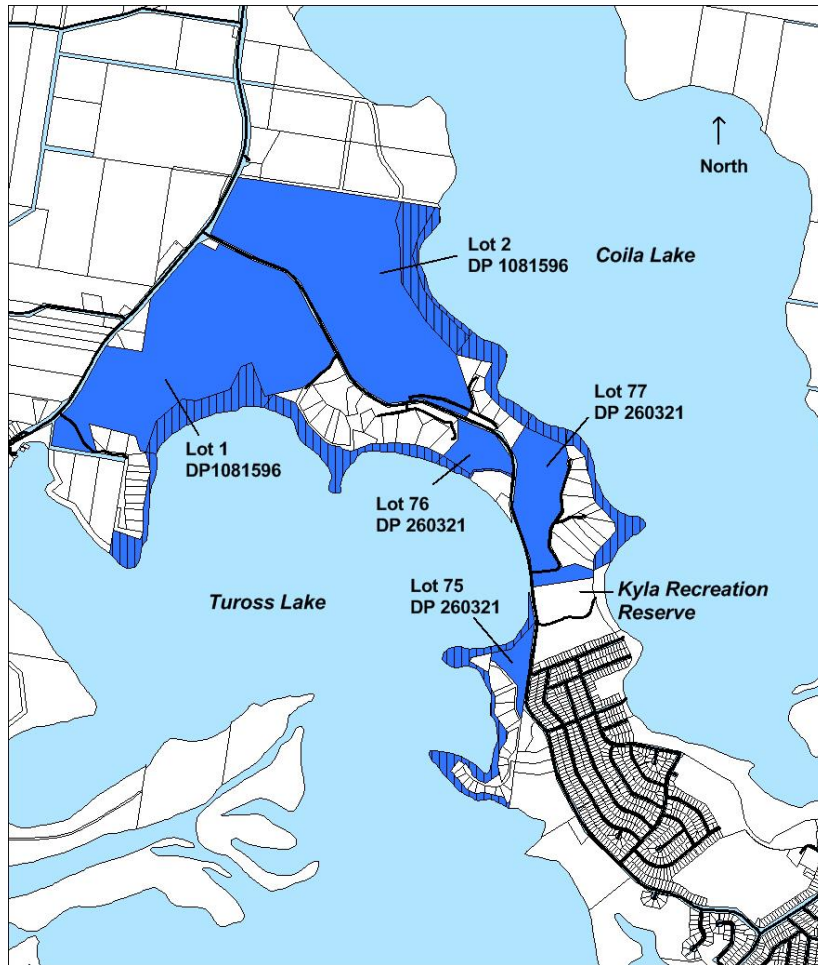 ↑
North
Lot 2
DP 1081596
Coila Lake
Lot 77
DP 260321
Lot 1
DP1081596
Lot 76
DP 260321
Lot 75
DP 260321
Tuross Lake
Kyla Recreation
Reserve